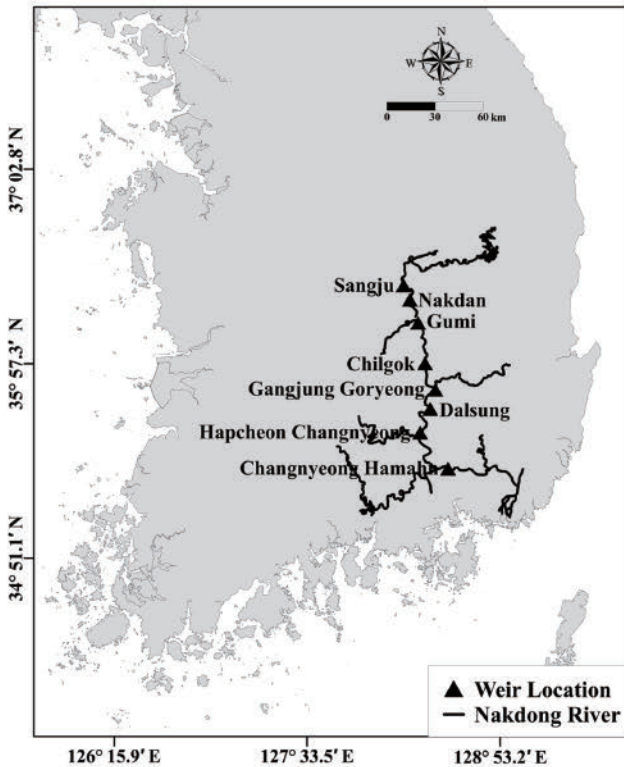 N
W E
S
0 30 60 km
37° 02.8' N
35° 57.3' N
34° 51.1' N
Sangju
Nakdan
Gumi
Chilgok
Gangjung Goryeong
Dalsung
Hapcheon Changnyeong
Changnyeong Hamahn
Weir Location
Nakdong River
126° 15.9' E
127° 33.5' E
128° 53.2' E